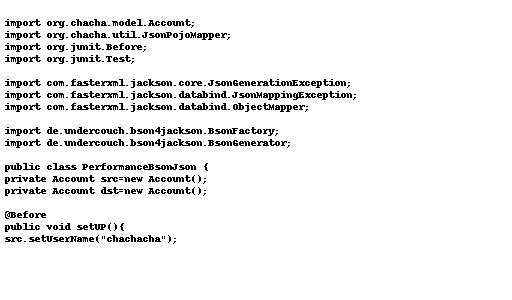 import org.chacha.model.Account;
import org.chacha.util.JsonPojoMapper;
import org.junit.Before;
import org.junit.Test;
import com.fasterxml.jackson.core.JsonGenerationException;
import com.fasterxml.jackson.databind.JsonMappingException;
import com.fasterxml.jackson.databind.ObjectMapper;
import de.undercouch.bson4jackson.BsonFactory;
import de.undercouch.bson4jackson.BsonGenerator;
public class PerformanceBsonJson {
private Account src=new Account();
private Account dst=new Account();
@Before
public void setUP(){
src.setUserName("chachacha");